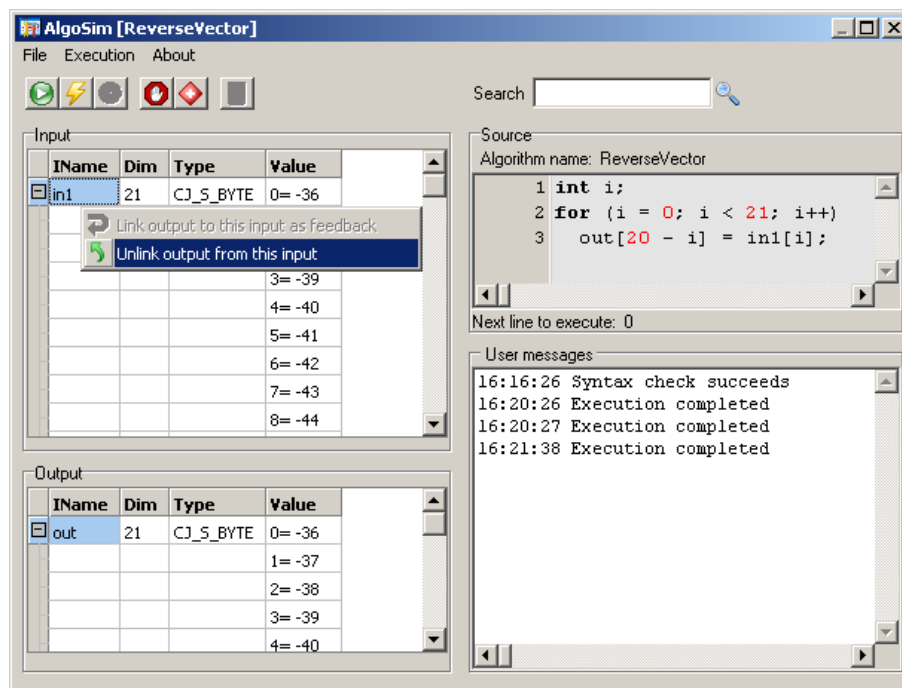 AlgoSim [ReverseVector]
File Execution About
Search
Input
IName Dim Type Value
in1 21 CJ_S_BYTE 0= -36
Link output to this input as feedback
Unlink output from this input
3= -39
4= -40
5= -41
6= -42
7= -43
8= -44
Output
IName Dim Type Value
out 21 CJ_S_BYTE 0= -36
1= -37
2= -38
3= -39
4= -40
Source
Algorithm name: ReverseVector
1 int i;
2 for (i = 0; i < 21; i++)
3 out[20 - i] = in1[i];
Next line to execute: 0
User messages
16:16:26 Syntax check succeeds
16:20:26 Execution completed
16:20:27 Execution completed
16:21:38 Execution completed